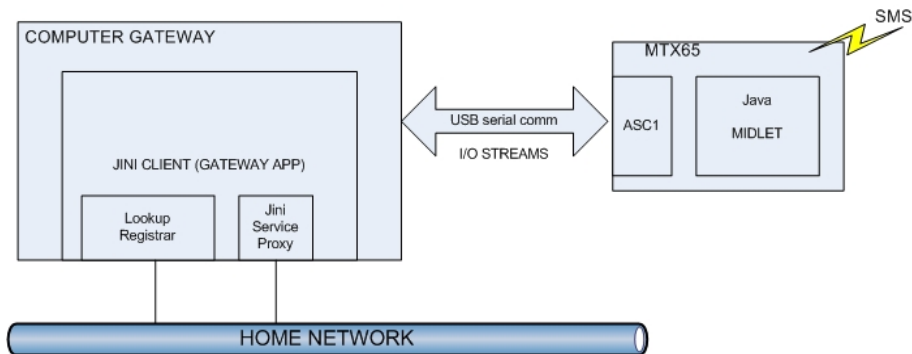 SMS
COMPUTER GATEWAY
MTX65
USB serial comm
I/O STREAMS
ASC1
Java
MIDLET
JINI CLIENT (GATEWAY APP)
Lookup
Registrar
Jini
Service
Proxy
HOME NETWORK